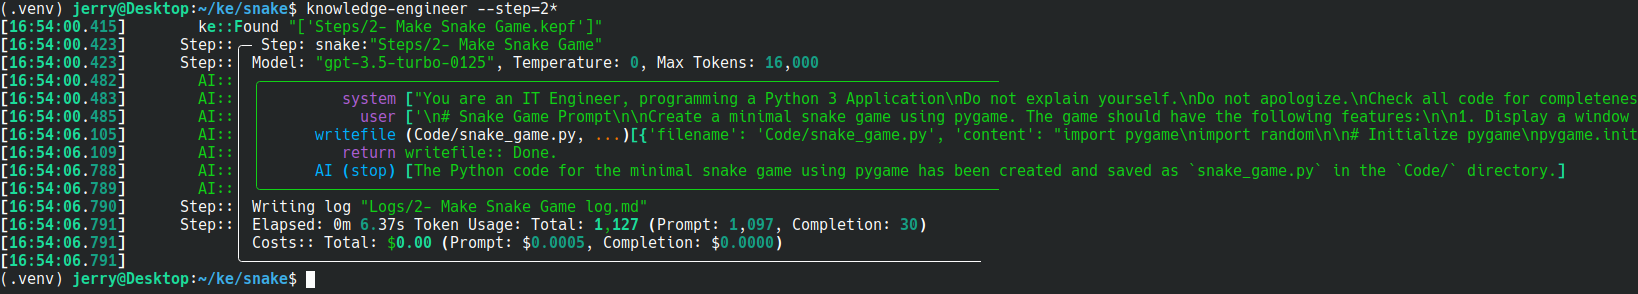 (.venv) jerry@Desktop:~/ke/snake$ knowledge-engineer --step=2*
[16:54:00.415] ke::Found "['Steps/2- Make Snake Game.kepf']"
[16:54:00.423] Step:: Step: snake:"Steps/2- Make Snake Game"
[16:54:00.423] Step:: Model: "gpt-3.5-turbo-0125", Temperature: 0, Max Tokens: 16,000
[16:54:00.482] AI::
[16:54:00.483] AI:: system ["You are an IT Engineer, programming a Python 3 Application\nDo not explain yourself.\nDo not apologize.\nCheck all code for completenes
[16:54:00.485] AI:: user ['\n# Snake Game Prompt\n\nCreate a minimal snake game using pygame. The game should have the following features:\n\n1. Display a window
[16:54:06.105] AI:: writefile (Code/snake_game.py, ...)[{'filename': 'Code/snake_game.py', 'content': "import pygame\nimport random\n\n# Initialize pygame\npygame.init
[16:54:06.109] AI:: return writefile:: Done.
[16:54:06.788] AI:: AI (stop) [The Python code for the minimal snake game using pygame has been created and saved as `snake_game.py` in the `Code/` directory.]
[16:54:06.789] AI::
[16:54:06.790] Step:: Writing log "Logs/2- Make Snake Game log.md"
[16:54:06.791] Step:: Elapsed: 0m 6.37s Token Usage: Total: 1,127 (Prompt: 1,097, Completion: 30)
[16:54:06.791] Costs:: Total: $0.00 (Prompt: $0.0005, Completion: $0.0000)
[16:54:06.791]
(.venv) jerry@Desktop:~/ke/snake$